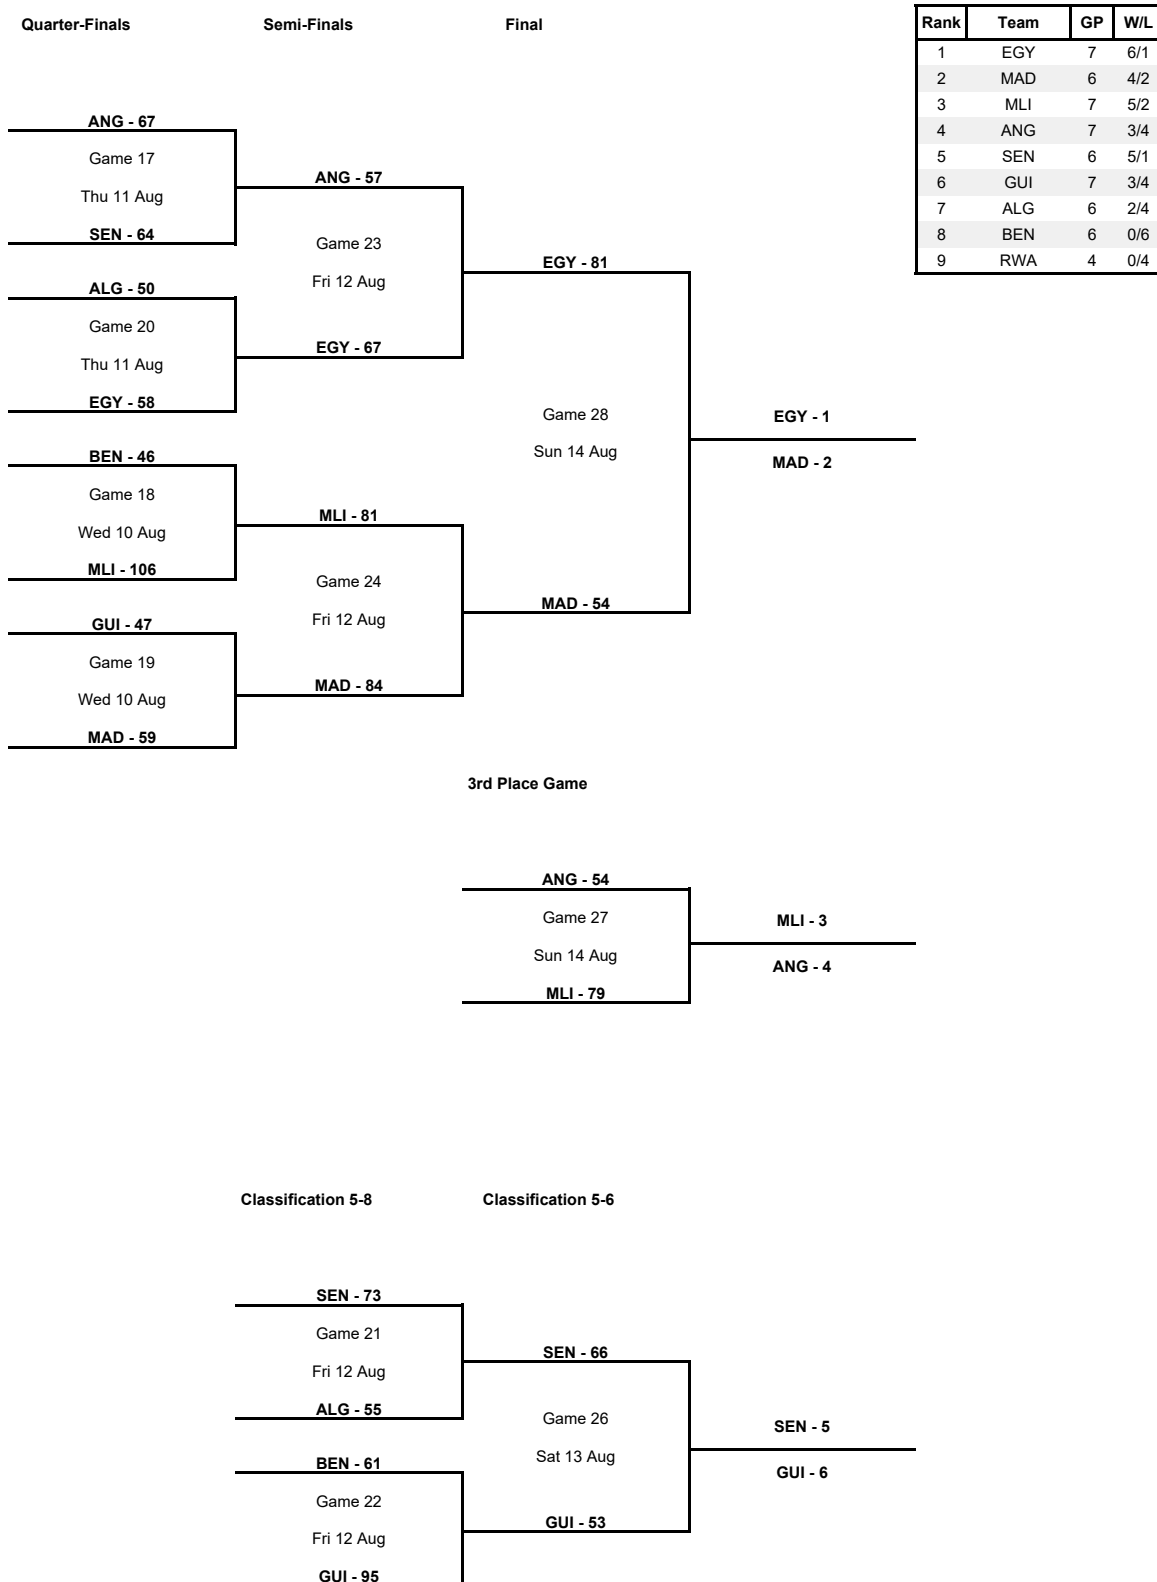 Quarter-Finals Semi-Finals Final
Rank Team GP W/L
1 EGY 7 6/1
2 MAD 6 4/2
3 MLI 7 5/2
4 ANG 7 3/4
5 SEN 6 5/1
6 GUI 7 3/4
7 ALG 6 2/4
8 BEN 6 0/6
9 RWA 4 0/4
ANG - 67
Game 17
Thu 11 Aug
SEN - 64
ALG - 50
Game 20
Thu 11 Aug
EGY - 58
BEN - 46
Game 18
Wed 10 Aug
MLI - 106
GUI - 47
Game 19
Wed 10 Aug
MAD - 59
ANG - 57
Game 23
Fri 12 Aug
EGY - 67
MLI - 81
Game 24
Fri 12 Aug
MAD - 84
EGY - 81
Game 28
Sun 14 Aug
MAD - 54
EGY - 1
MAD - 2
3rd Place Game
ANG - 54
Game 27
Sun 14 Aug
MLI - 79
MLI - 3
ANG - 4
Classification 5-8 Classification 5-6
SEN - 73
Game 21
Fri 12 Aug
ALG - 55
BEN - 61
Game 22
Fri 12 Aug
GUI - 95
SEN - 66
Game 26
Sat 13 Aug
GUI - 53
SEN - 5
GUI - 6